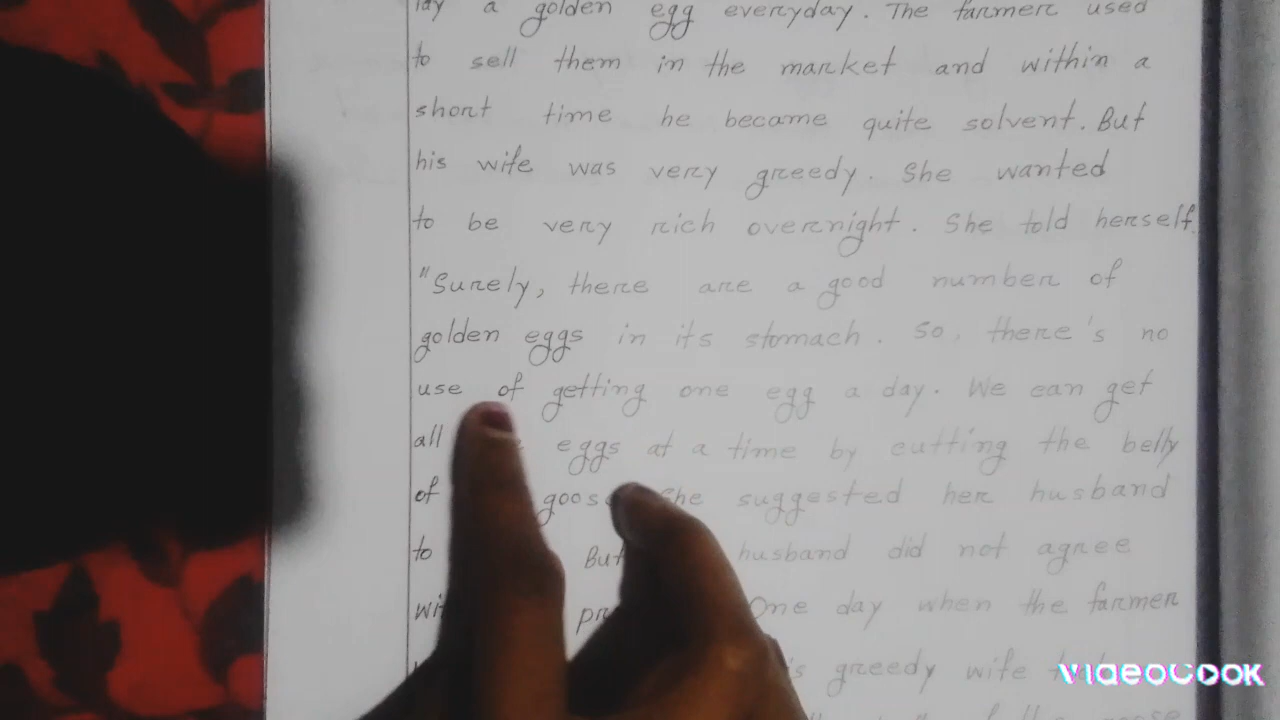 lay a golden egg everyday. The farmer used
to sell them in the market and within a
short time he became quite solvent. But
his wife was very greedy. She wanted
to be very rich overnight. She told herself.
"Surely, there are a good number of
golden eggs in its stomach. So, there's no
use of getting one egg a day. We can get
all eggs at a time by cutting the belly
of goose She suggested her husband
to But husband did not agree
One day when the farmer
greedy wife
VIDEOCOOK